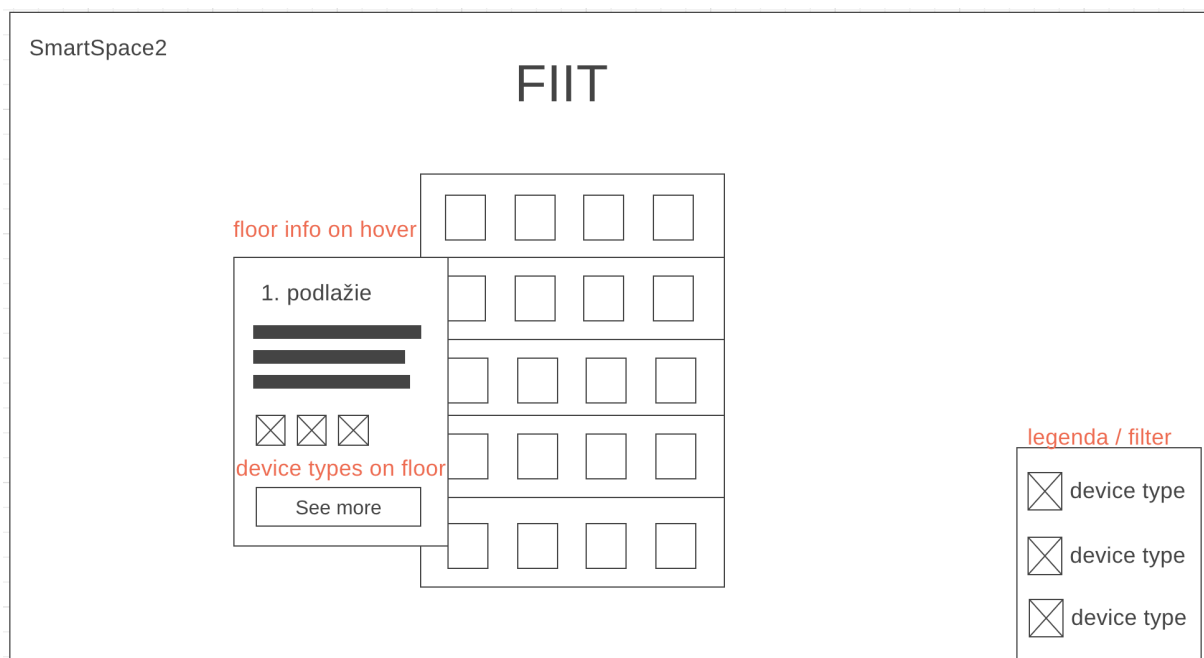 SmartSpace2
FIIT
floor info on hover
1. podlažie
device types on floor
See more
legenda / filter
device type
device type
device type